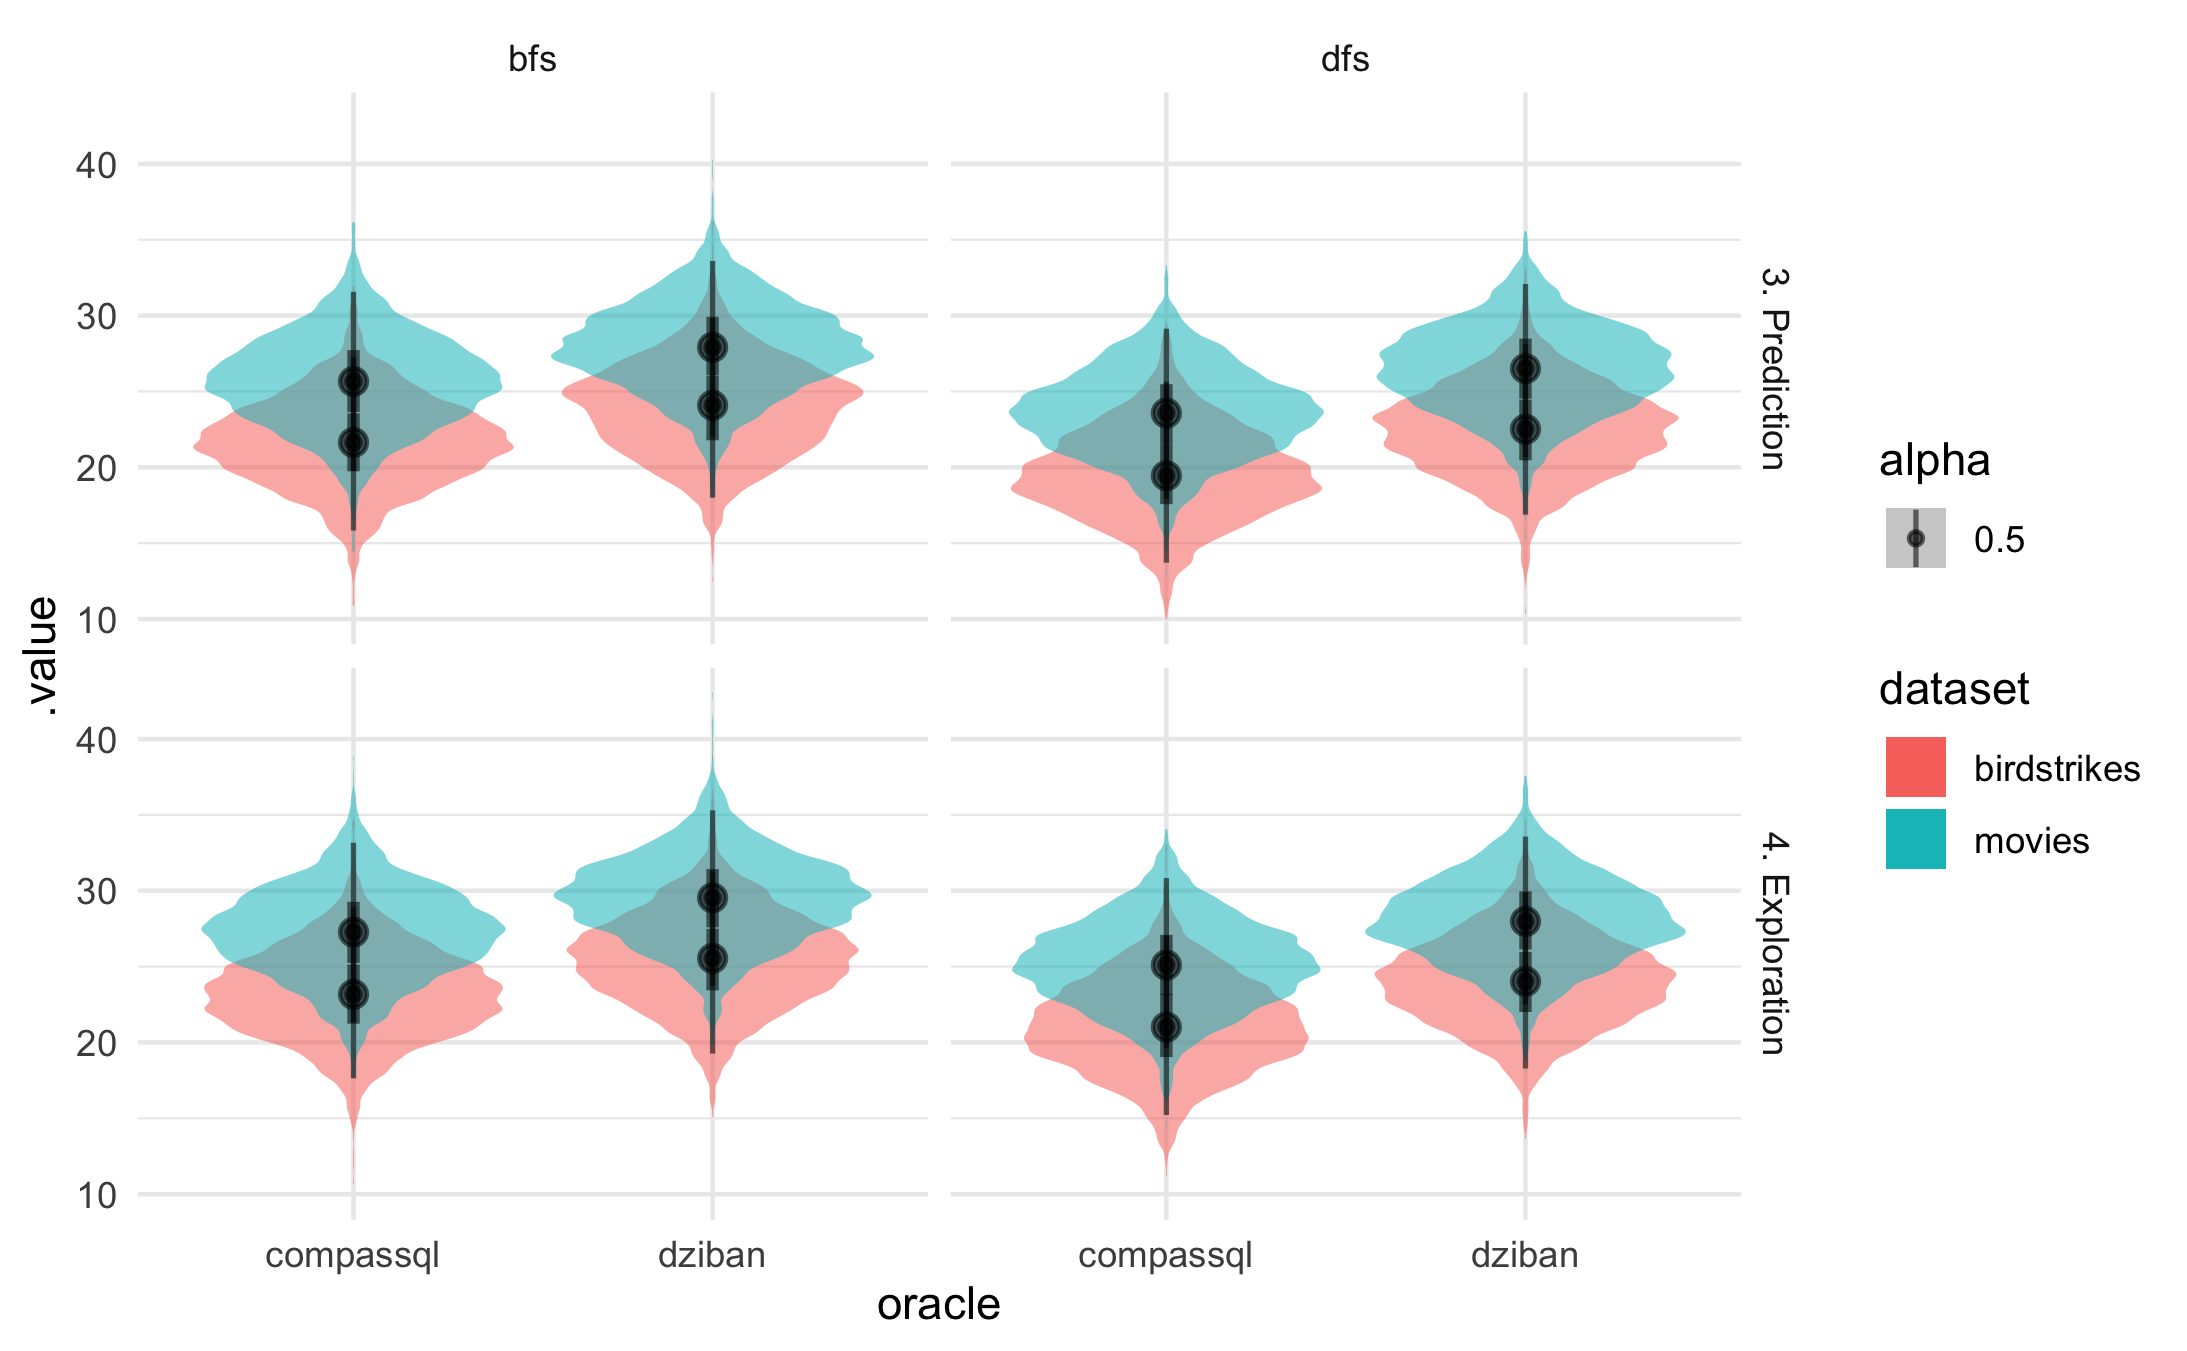 bfs
dfs
40
30
20
10
3. Prediction
40
30
20
10
4. Exploration
.value
compassql
dziban
compassql
dziban
oracle
alpha
0.5
dataset
birdstrikes
movies